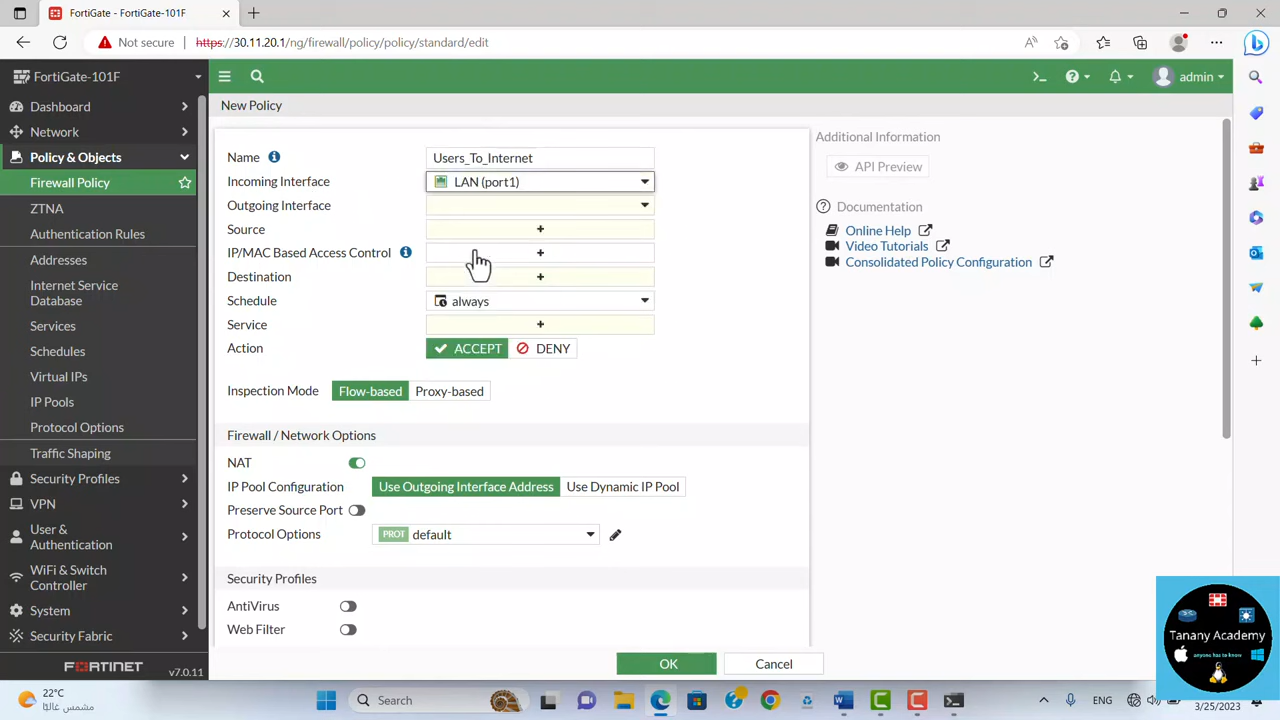 FortiGate - FortiGate-101F
Not secure https://30.11.20.1/ng/firewall/policy/policy/standard/edit
FortiGate-101F
admin
Dashboard
Network
Policy & Objects
Firewall Policy
ZTNA
Authentication Rules
Addresses
Internet Service
Database
Services
Schedules
Virtual IPs
IP Pools
Protocol Options
Traffic Shaping
Security Profiles
VPN
User &
Authentication
WiFi & Switch
Controller
System
Security Fabric
FORTINET v7.0.11
New Policy
Name Users_To_Internet
Incoming Interface LAN (port1)
Outgoing Interface
Source +
IP/MAC Based Access Control +
Destination +
Schedule always
Service +
Action ACCEPT DENY
Inspection Mode Flow-based Proxy-based
Firewall / Network Options
NAT
IP Pool Configuration Use Outgoing Interface Address Use Dynamic IP Pool
Preserve Source Port
Protocol Options PROT default
Security Profiles
AntiVirus
Web Filter
OK Cancel
Additional Information
API Preview
Documentation
Online Help
Video Tutorials
Consolidated Policy Configuration
Tanany Academy
anyone has to know
22°C
مشمس غالبًا
Search
ENG
3/25/2023